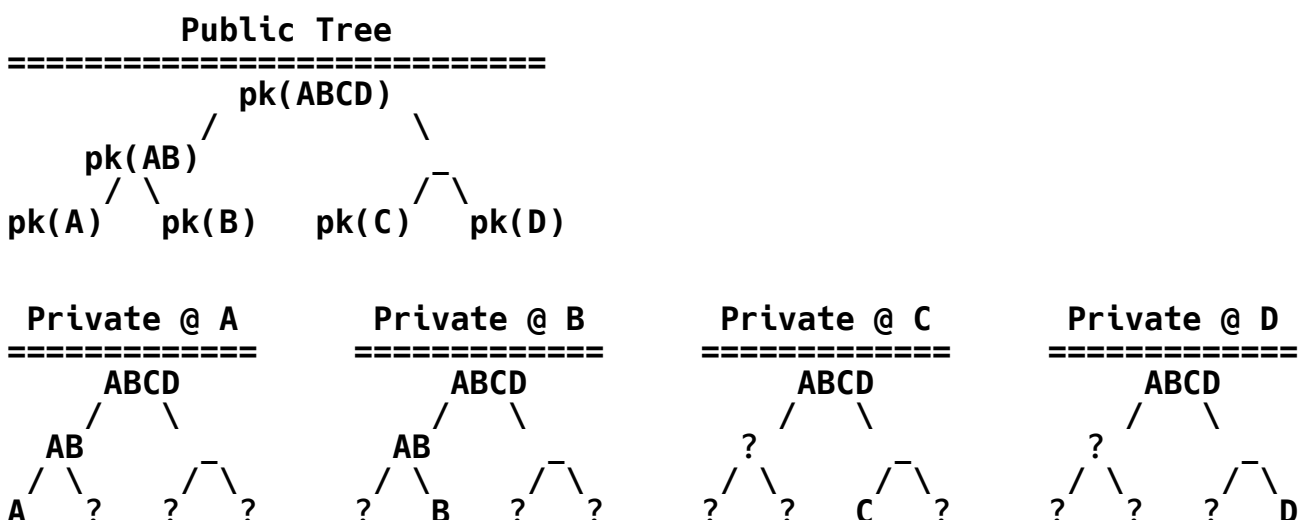 Public Tree
============================
pk(ABCD)
/ \
pk(AB) _
/ \ / \
pk(A) pk(B) pk(C) pk(D)
Private @ A Private @ B Private @ C Private @ D
============= ============= ============= =============
ABCD ABCD ABCD ABCD
/ \ / \ / \ / \
AB _ AB _ ? _ ? _
/ \ / \ / \ / \ / \ / \ / \ / \
A ? ? ? ? B ? ? ? ? C ? ? ? ? D